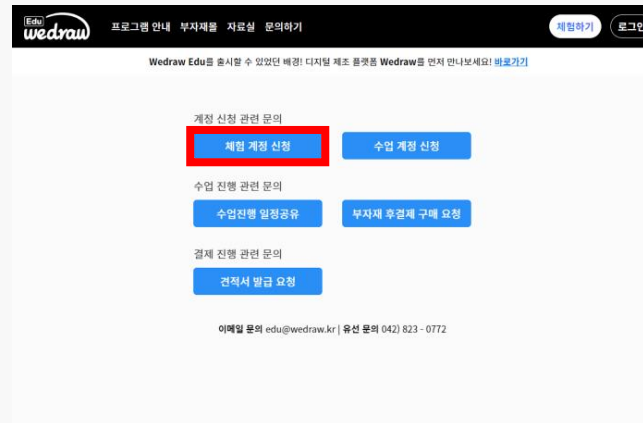 Edu
wedraw 프로그램 안내 부자재몰 자료실 문의하기 체험하기 로그인
Wedraw Edu를 출시할 수 있었던 배경! 디지털 제조 플랫폼 Wedraw를 먼저 만나보세요! 바로가기
계정 신청 관련 문의
체험 계정 신청 수업 계정 신청
수업 진행 관련 문의
수업진행 일정공유 부자재 후결제 구매 요청
결제 진행 관련 문의
견적서 발급 요청
이메일 문의 edu@wedraw.kr | 유선 문의 042) 823 - 0772